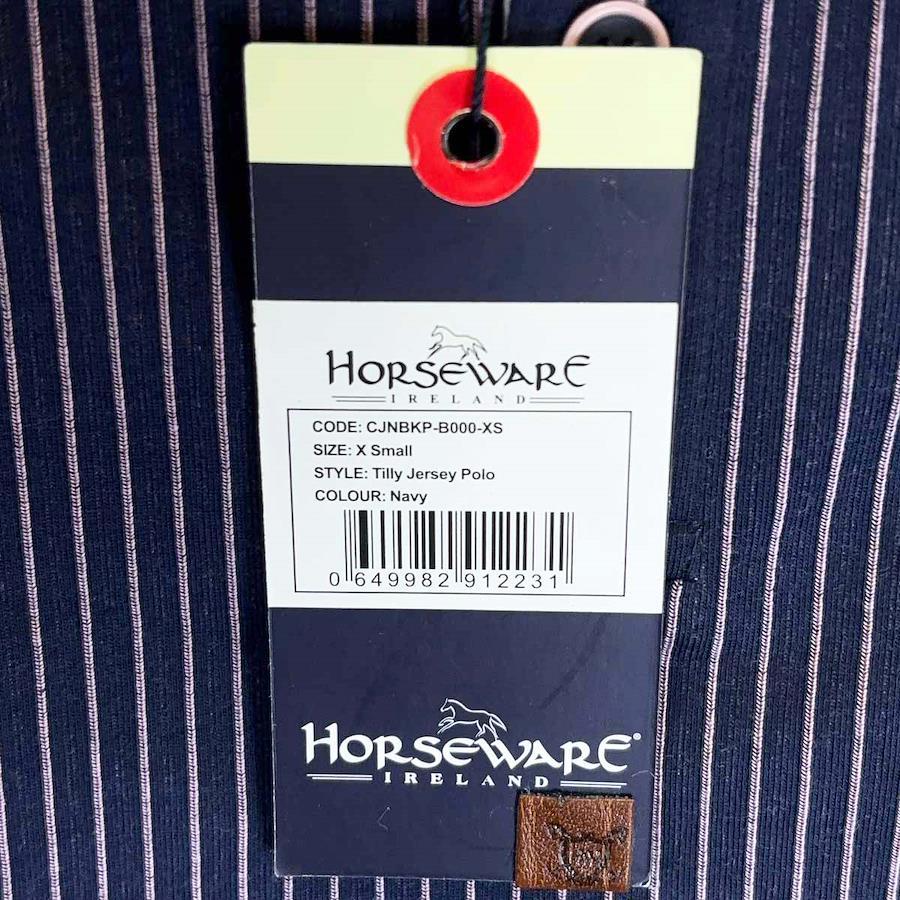 HORSEWARE
IRELAND
CODE: CJNBKP-B000-XS
SIZE: X Small
STYLE: Tilly Jersey Polo
COLOUR: Navy
0 649982 912231
HORSEWARE®
IRELAND